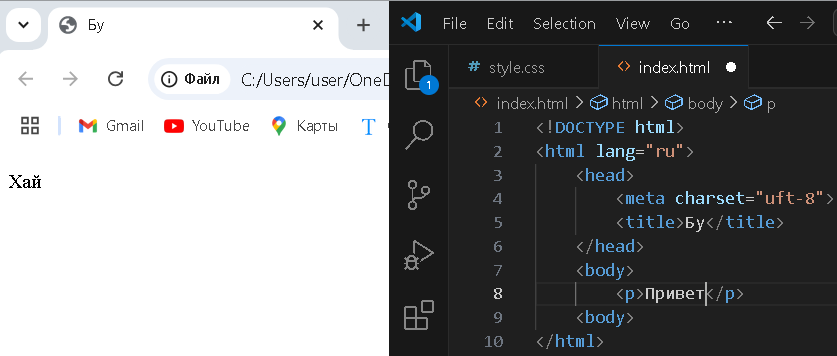 Бу
Файл C:/Users/user/OneD
Gmail YouTube Карты
Хай
File Edit Selection View Go ...
# style.css <> index.html
1
<> index.html > html > body > p
1 <!DOCTYPE html>
2 <html lang="ru">
3 <head>
4 <meta charset="uft-8">
5 <title>Бу</title>
6 </head>
7 <body>
8 <p>Привет</p>
9 <body>
10 </html>